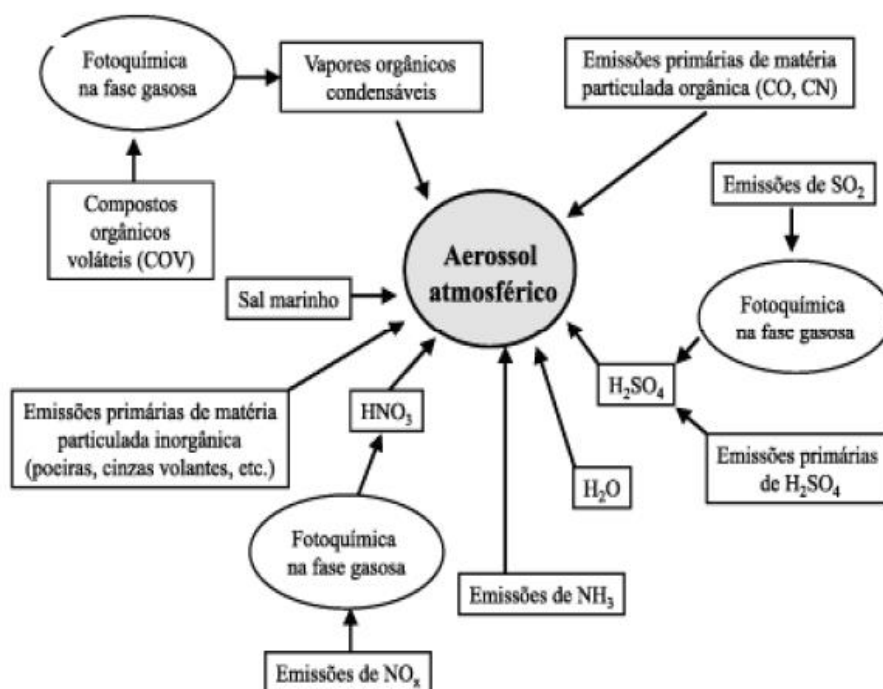 Fotoquímica
na fase gasosa
Vapores orgânicos
condensáveis
Emissões primárias de matéria
particulada orgânica (CO, CN)
Compostos
orgânicos
voláteis (COV)
Emissões de SO₂
Aerossol
atmosférico
Sal marinho
Fotoquímica
na fase gasosa
Emissões primárias de matéria
particulada inorgânica
(poeiras, cinzas volantes, etc.)
HNO₃
H₂SO₄
Emissões primárias
de H₂SO₄
H₂O
Fotoquímica
na fase gasosa
Emissões de NH₃
Emissões de NOₓ